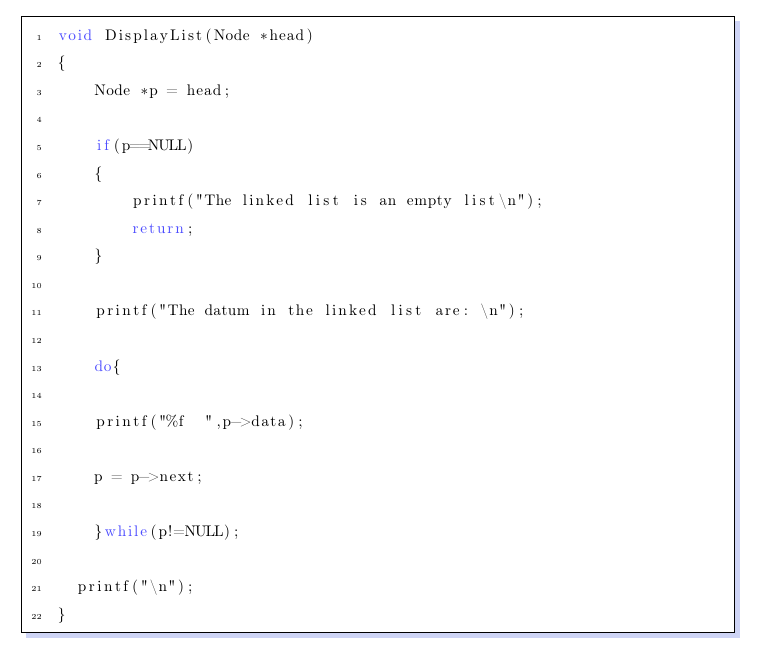 1 void DisplayList(Node *head)
2 {
3 Node *p = head;
4
5 if(p==NULL)
6 {
7 printf("The linked list is an empty list\n");
8 return;
9 }
10
11 printf("The datum in the linked list are: \n");
12
13 do{
14
15 printf("%f  ",p->data);
16
17 p = p->next;
18
19 }while(p!=NULL);
20
21 printf("\n");
22 }